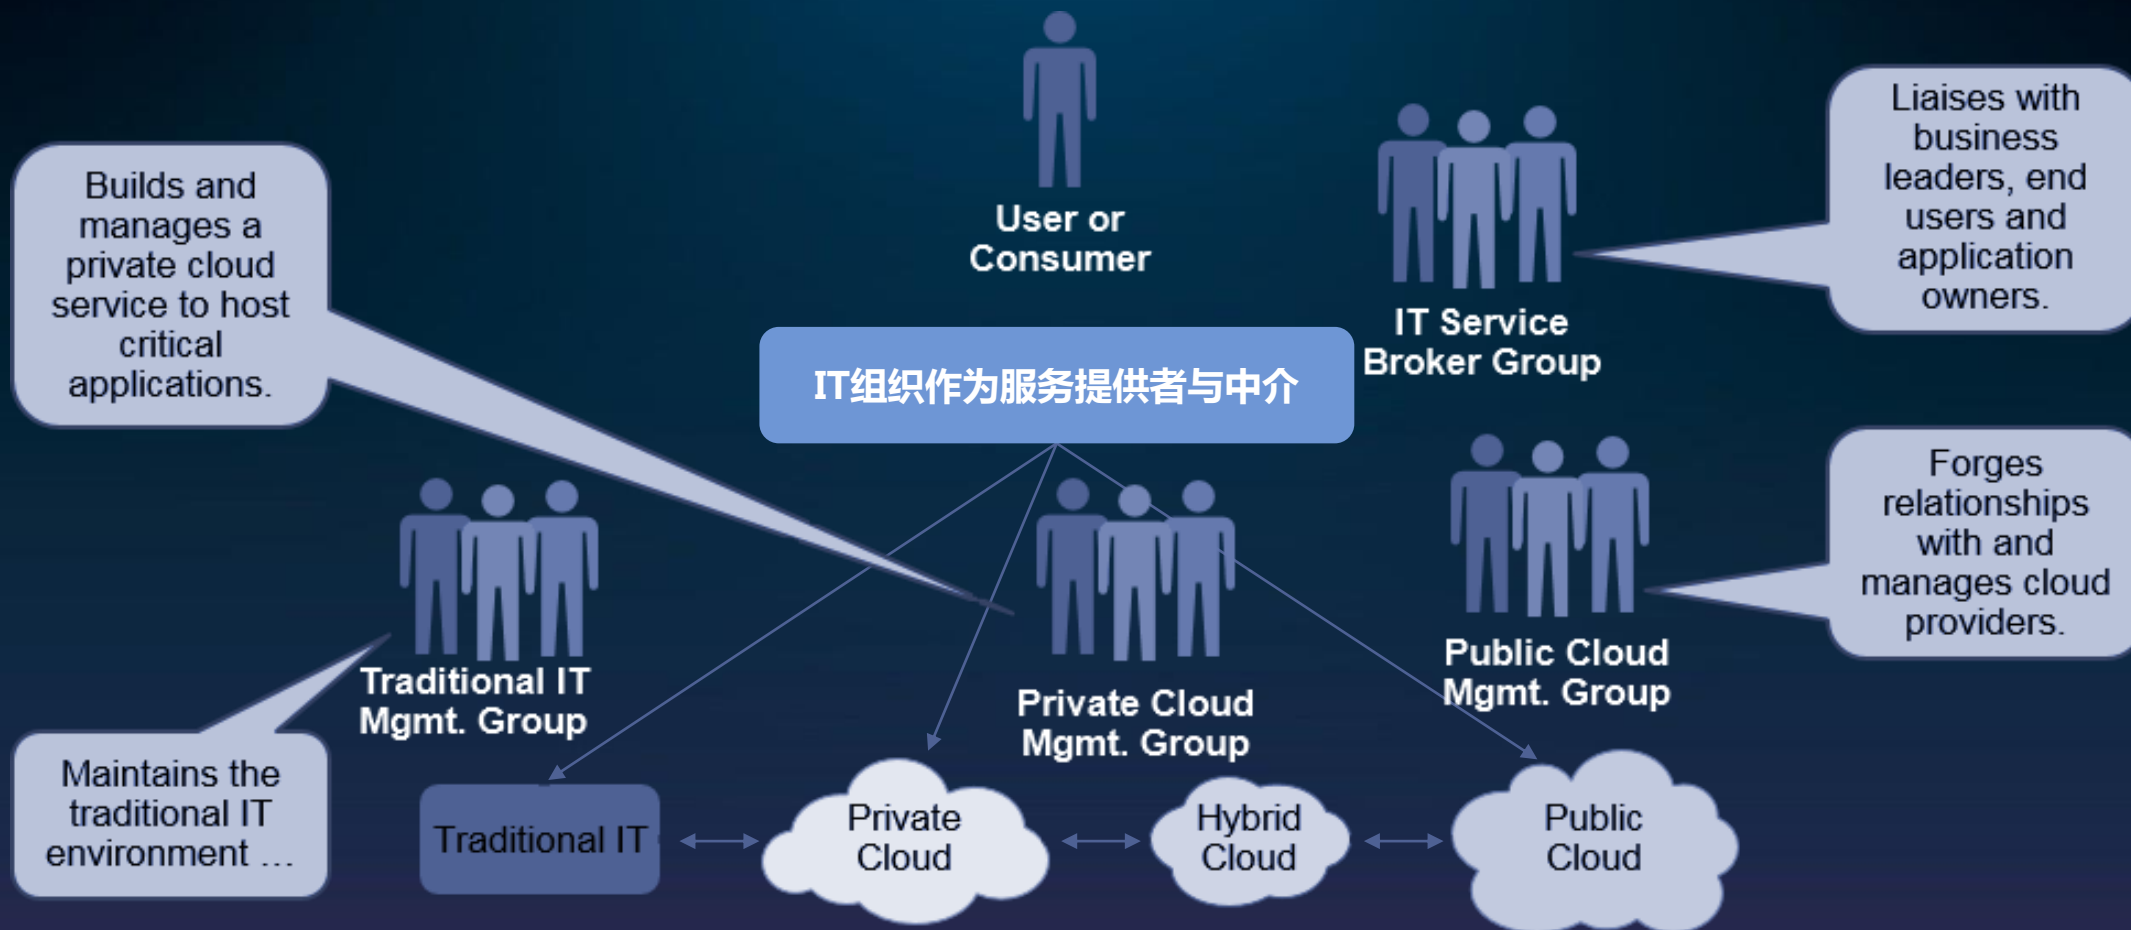 User or
Consumer
Liaises with
business
leaders, end
users and
application
owners.
Builds and
manages a
private cloud
service to host
critical
applications.
IT Service
Broker Group
IT组织作为服务提供者与中介
Forges
relationships
with and
manages cloud
providers.
Traditional IT
Mgmt. Group
Private Cloud
Mgmt. Group
Public Cloud
Mgmt. Group
Maintains the
traditional IT
environment ...
Traditional IT
Private
Cloud
Hybrid
Cloud
Public
Cloud